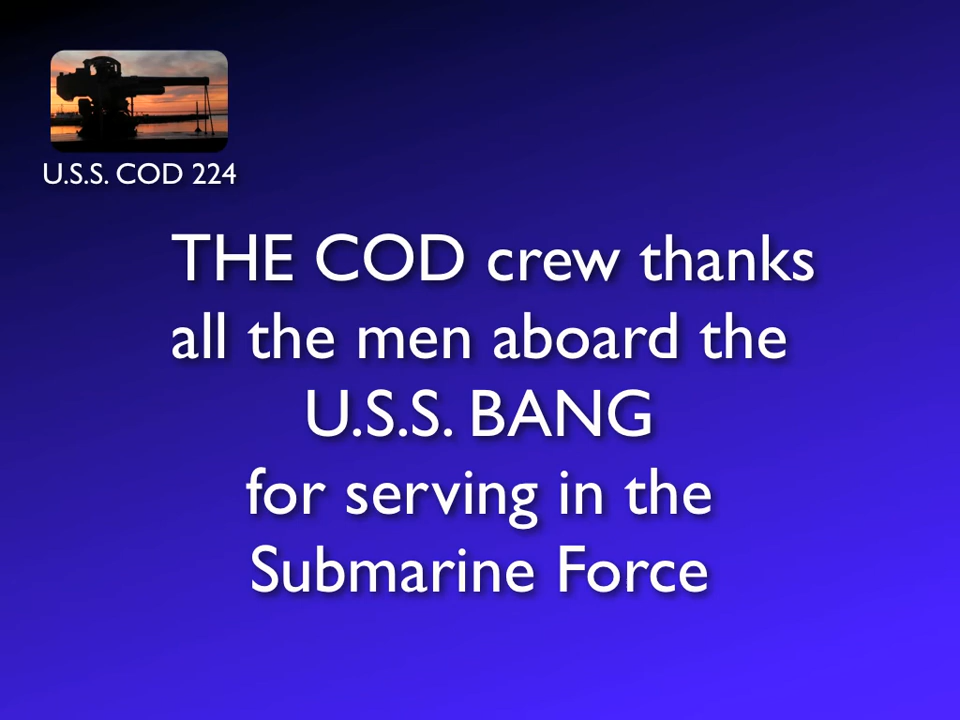 U.S.S. COD 224
THE COD crew thanks
all the men aboard the
U.S.S. BANG
for serving in the
Submarine Force